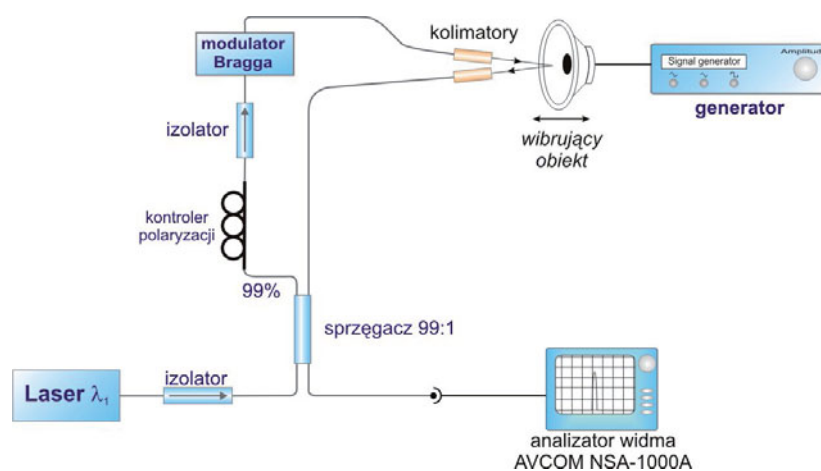 modulator
Bragga
kolimatory
Amplitud
Signal generator
generator
izolator
wibrujący
obiekt
kontroler
polaryzacji
99%
sprzęgacz 99:1
Laser λ₁
izolator
analizator widma
AVCOM NSA-1000A